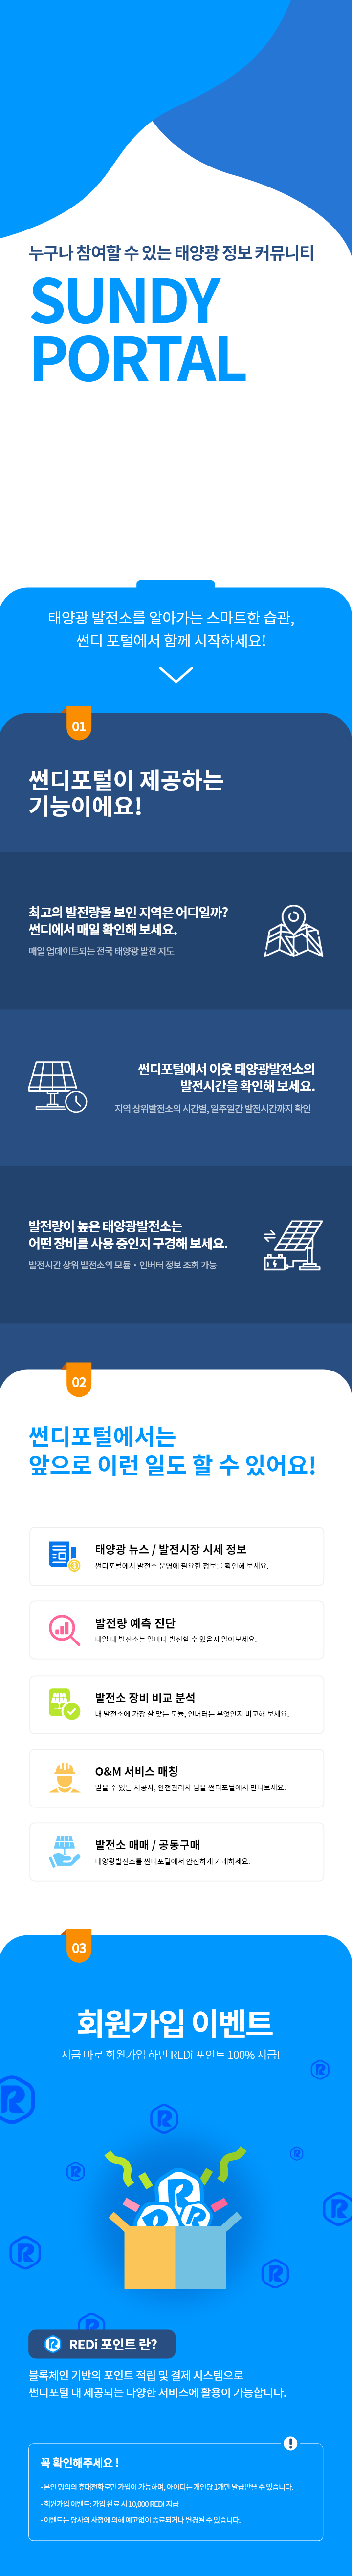 누구나 참여할 수 있는 태양광 정보 커뮤니티
SUNDY
PORTAL
태양광 발전소를 알아가는 스마트한 습관,
썬디 포털에서 함께 시작하세요!
01
썬디포털이 제공하는
기능이에요!
최고의 발전량을 보인 지역은 어디일까?
썬디에서 매일 확인해 보세요.
매일 업데이트되는 전국 태양광 발전 지도
썬디포털에서 이웃 태양광발전소의
발전시간을 확인해 보세요.
지역 상위발전소의 시간별, 일주일간 발전시간까지 확인
발전량이 높은 태양광발전소는
어떤 장비를 사용 중인지 구경해 보세요.
발전시간 상위 발전소의 모듈 • 인버터 정보 조회 가능
02
썬디포털에서는
앞으로 이런 일도 할 수 있어요!
태양광 뉴스 / 발전시장 시세 정보
썬디포털에서 발전소 운영에 필요한 정보를 확인해 보세요.
발전량 예측 진단
내일 내 발전소는 얼마나 발전할 수 있을지 알아보세요.
발전소 장비 비교 분석
내 발전소에 가장 잘 맞는 모듈, 인버터는 무엇인지 비교해 보세요.
O&M 서비스 매칭
믿을 수 있는 시공사, 안전관리사 님을 썬디포털에서 만나보세요.
발전소 매매 / 공동구매
태양광발전소를 썬디포털에서 안전하게 거래하세요.
03
회원가입 이벤트
지금 바로 회원가입 하면 REDi 포인트 100% 지급!
REDi 포인트 란?
블록체인 기반의 포인트 적립 및 결제 시스템으로
썬디포털 내 제공되는 다양한 서비스에 활용이 가능합니다.
꼭 확인해주세요 !
- 본인 명의의 휴대전화로만 가입이 가능하며, 아이디는 개인당 1개만 발급받을 수 있습니다.
- 회원가입 이벤트: 가입 완료 시 10,000 REDi 지급
- 이벤트는 당사의 사정에 의해 예고없이 종료되거나 변경될 수 있습니다.